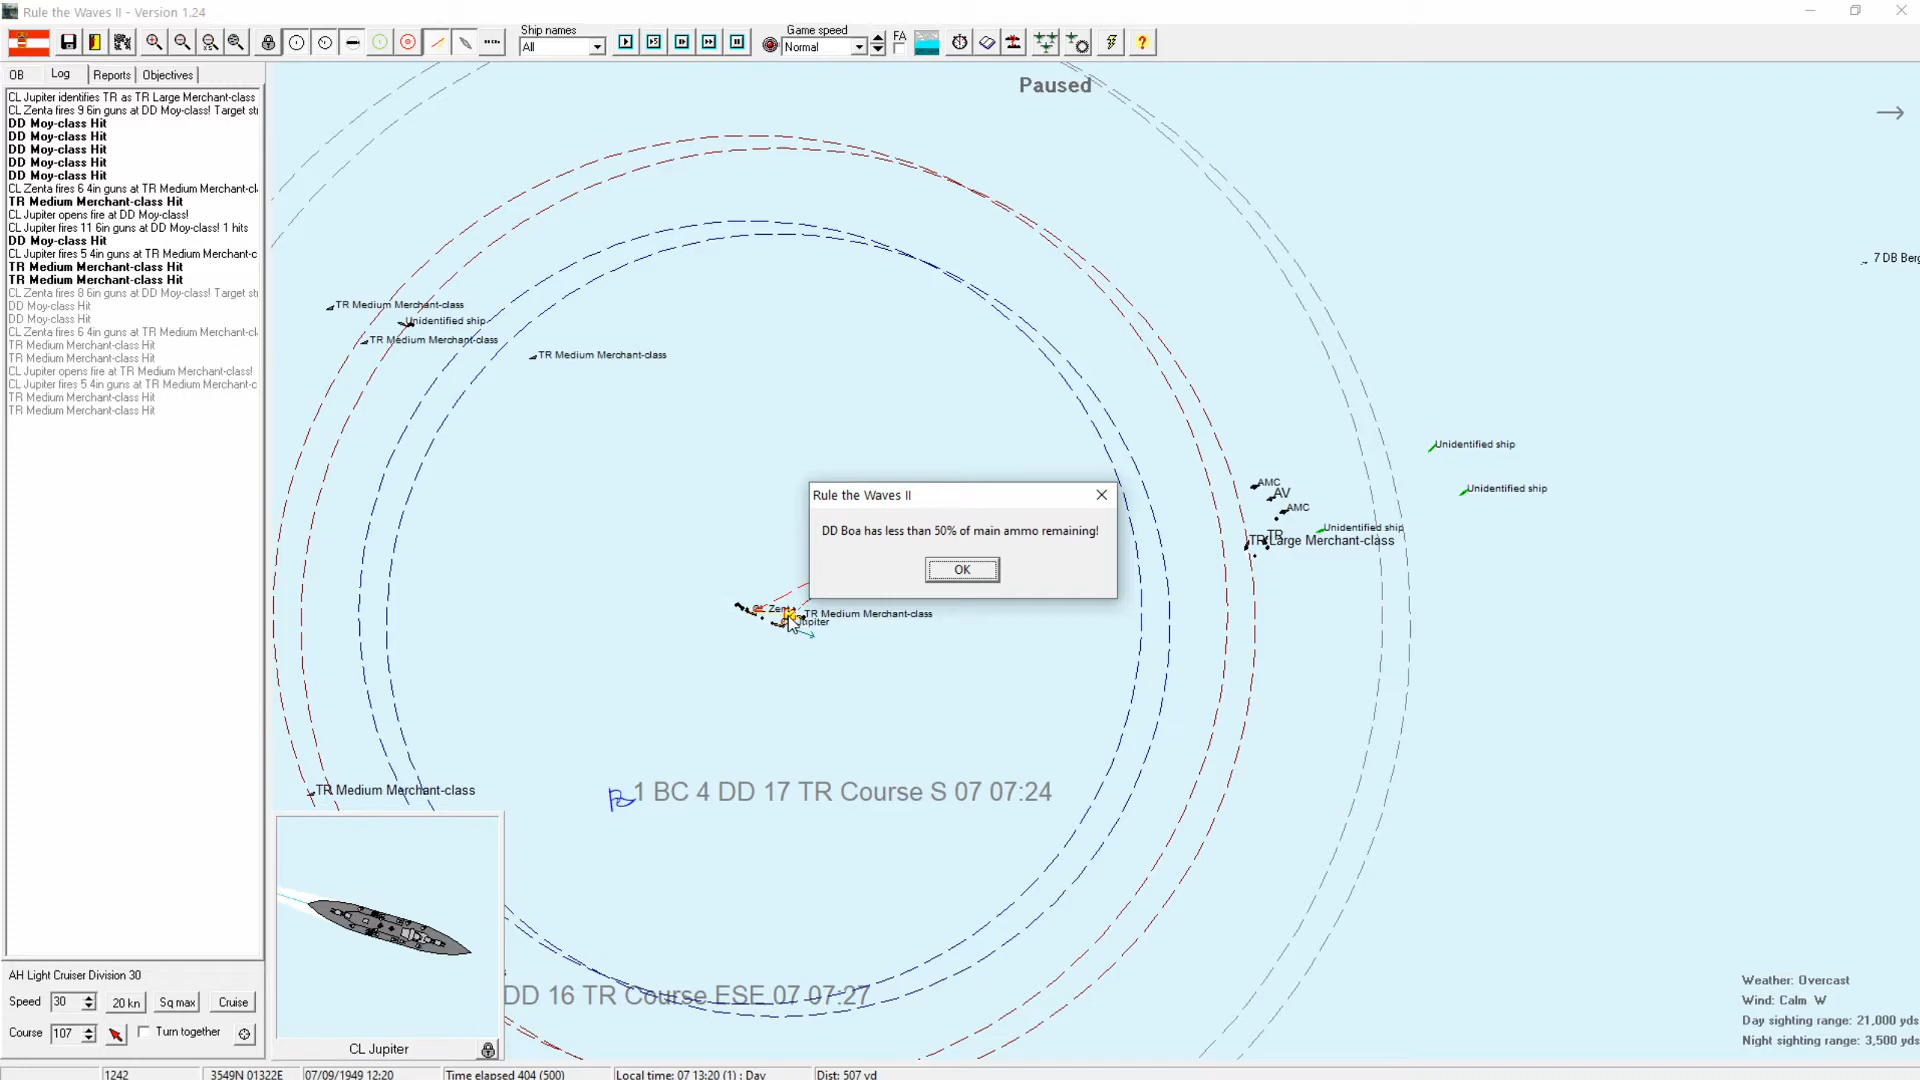 Rule the Waves II - Version 1.24
Ship names
All
Game speed
Normal
FA
OB
Log
Reports
Objectives
CL Jupiter identifies TR as TR Large Merchant-class
CL Zenta fires 9 6in guns at DD Moy-class! Target st
DD Moy-class Hit
DD Moy-class Hit
DD Moy-class Hit
DD Moy-class Hit
DD Moy-class Hit
CL Zenta fires 6 4in guns at TR Medium Merchant-cl
TR Medium Merchant-class Hit
CL Jupiter opens fire at DD Moy-class!
CL Jupiter fires 11 6in guns at DD Moy-class! 1 hits
DD Moy-class Hit
CL Jupiter fires 5 4in guns at TR Medium Merchant-c
TR Medium Merchant-class Hit
TR Medium Merchant-class Hit
CL Zenta fires 8 6in guns at DD Moy-class! Target st
DD Moy-class Hit
DD Moy-class Hit
CL Zenta fires 6 4in guns at TR Medium Merchant-cl
TR Medium Merchant-class Hit
TR Medium Merchant-class Hit
CL Jupiter opens fire at TR Medium Merchant-class!
CL Jupiter fires 5 4in guns at TR Medium Merchant-c
TR Medium Merchant-class Hit
TR Medium Merchant-class Hit
Paused
7 DB Berg
TR Medium Merchant-class
Unidentified ship
TR Medium Merchant-class
TR Medium Merchant-class
Unidentified ship
AMC
AV
Unidentified ship
AMC
Unidentified ship
TR
TR Large Merchant-class
Rule the Waves II
DD Boa has less than 50% of main ammo remaining!
OK
CL Zenta
TR Medium Merchant-class
Jupiter
1 BC 4 DD 17 TR Course S 07 07:24
TR Medium Merchant-class
DD 16 TR Course ESE 07 07:27
CL Jupiter
AH Light Cruiser Division 30
Speed 30 20 kn Sq max Cruise
Course 107 Turn together
Weather: Overcast
Wind: Calm W
Day sighting range: 21,000 yds
Night sighting range: 3,500 yds
1242
3549N 01322E
07/09/1949 12:20
Time elapsed 404 (500)
Local time: 07 13:20 (1) : Day
Dist: 507 yd